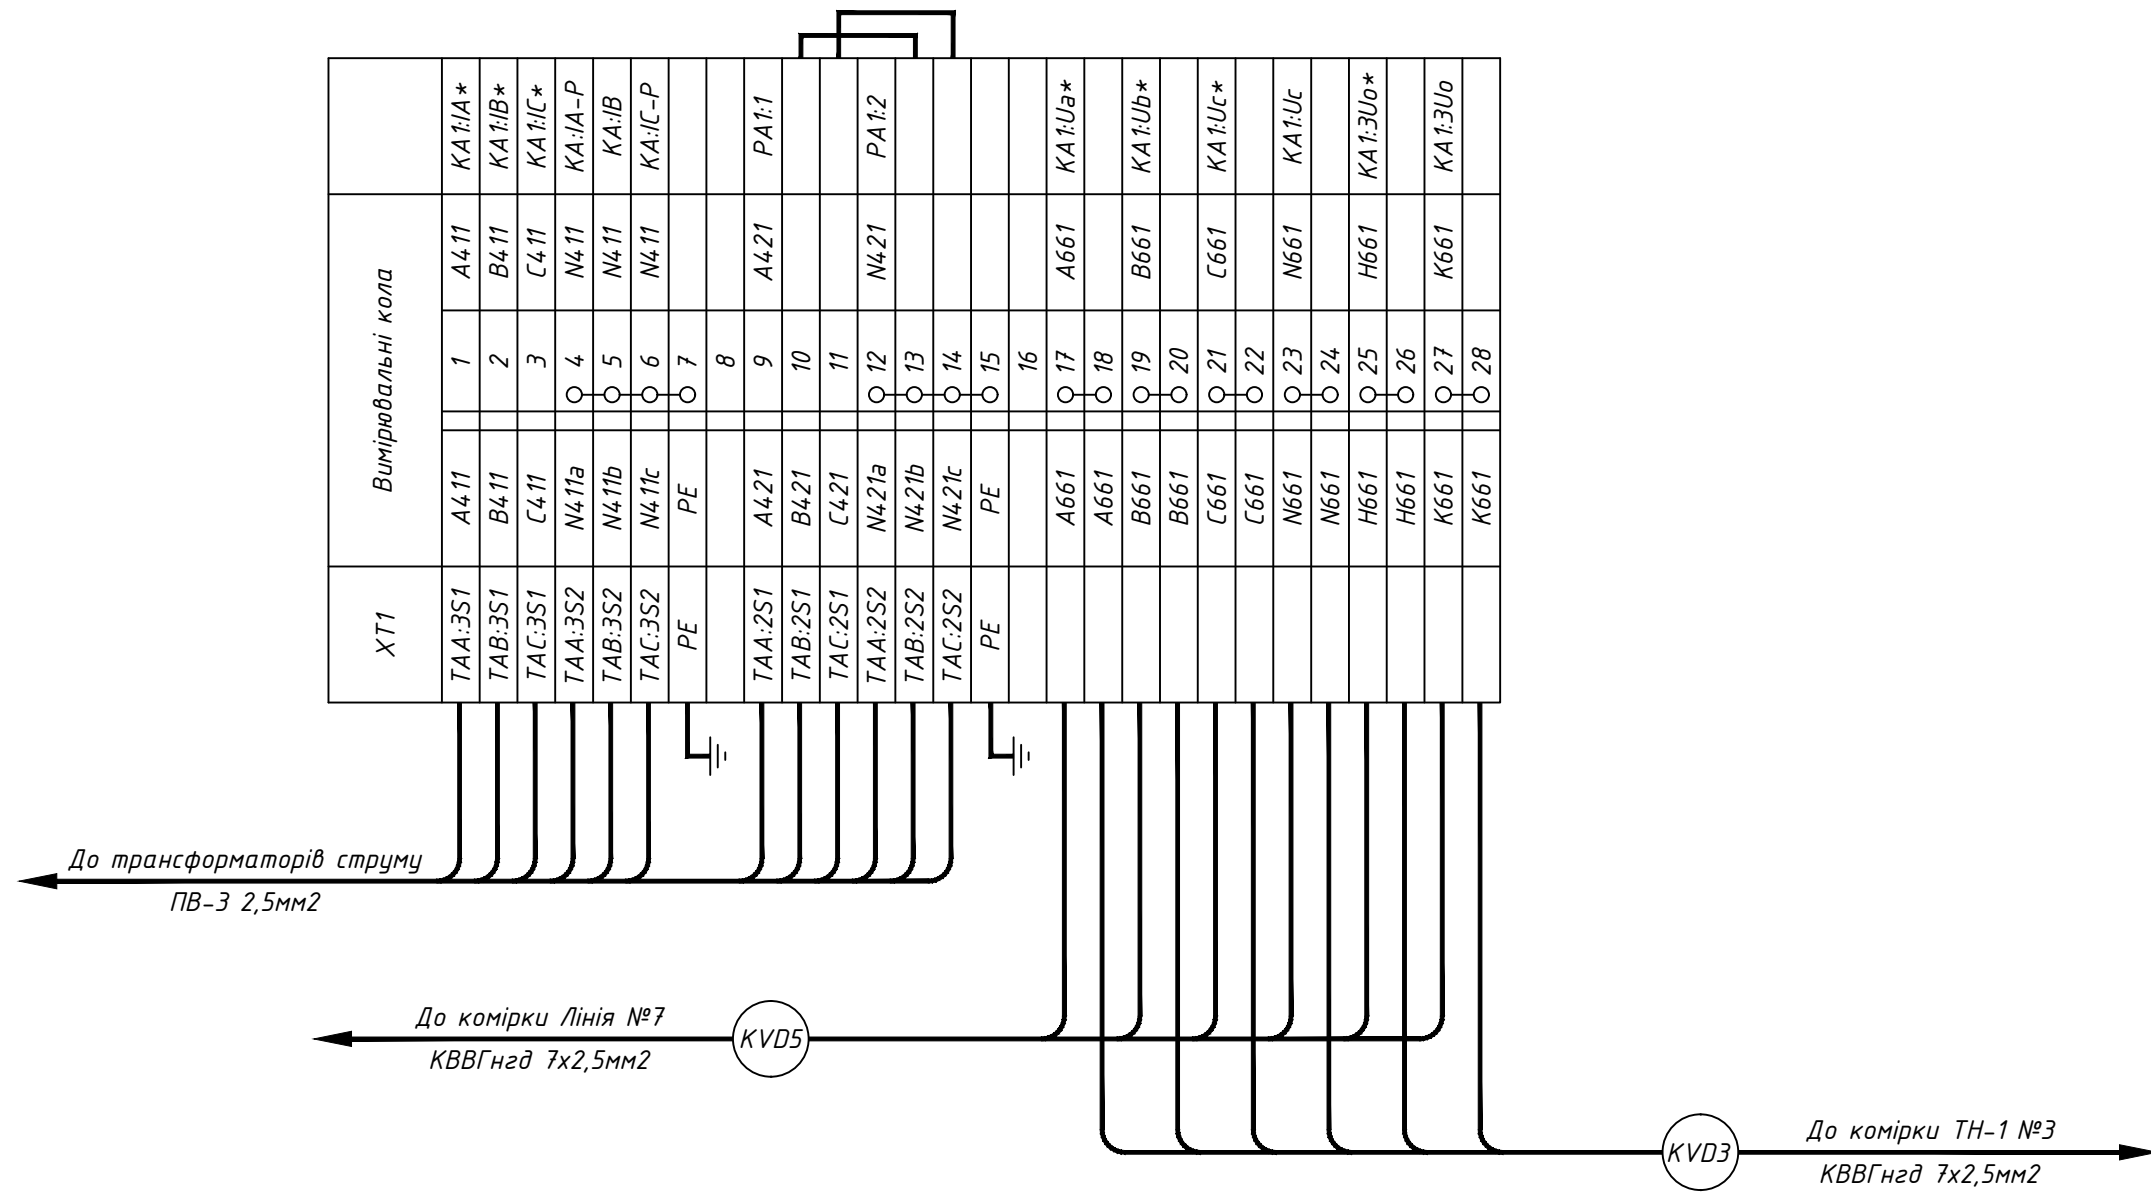 KA1:IA* KA1:IB* KA1:IC* KA:IA-P KA:IB KA:IC-P PA1:1 PA1:2 KA1:Ua* KA1:Ub* KA1:Uc* KA1:Uc KA1:3Uo* KA1:3Uo
Вимірювальні кола
A411 B411 C411 N411 N411 N411 A421 N421 A661 B661 C661 N661 H661 K661
1 2 3 4 5 6 7 8 9 10 11 12 13 14 15 16 17 18 19 20 21 22 23 24 25 26 27 28
A411 B411 C411 N411a N411b N411c PE A421 B421 C421 N421a N421b N421c PE A661 A661 B661 B661 C661 C661 N661 N661 H661 H661 K661 K661
XT1
TAA:3S1 TAB:3S1 TAC:3S1 TAA:3S2 TAB:3S2 TAC:3S2 PE TAA:2S1 TAB:2S1 TAC:2S1 TAA:2S2 TAB:2S2 TAC:2S2 PE
До трансформаторів струму
ПВ-3 2,5мм2
До комірки Лінія №7
КВВГнгд 7x2,5мм2
KVD5
KVD3
До комірки ТН-1 №3
КВВГнгд 7x2,5мм2